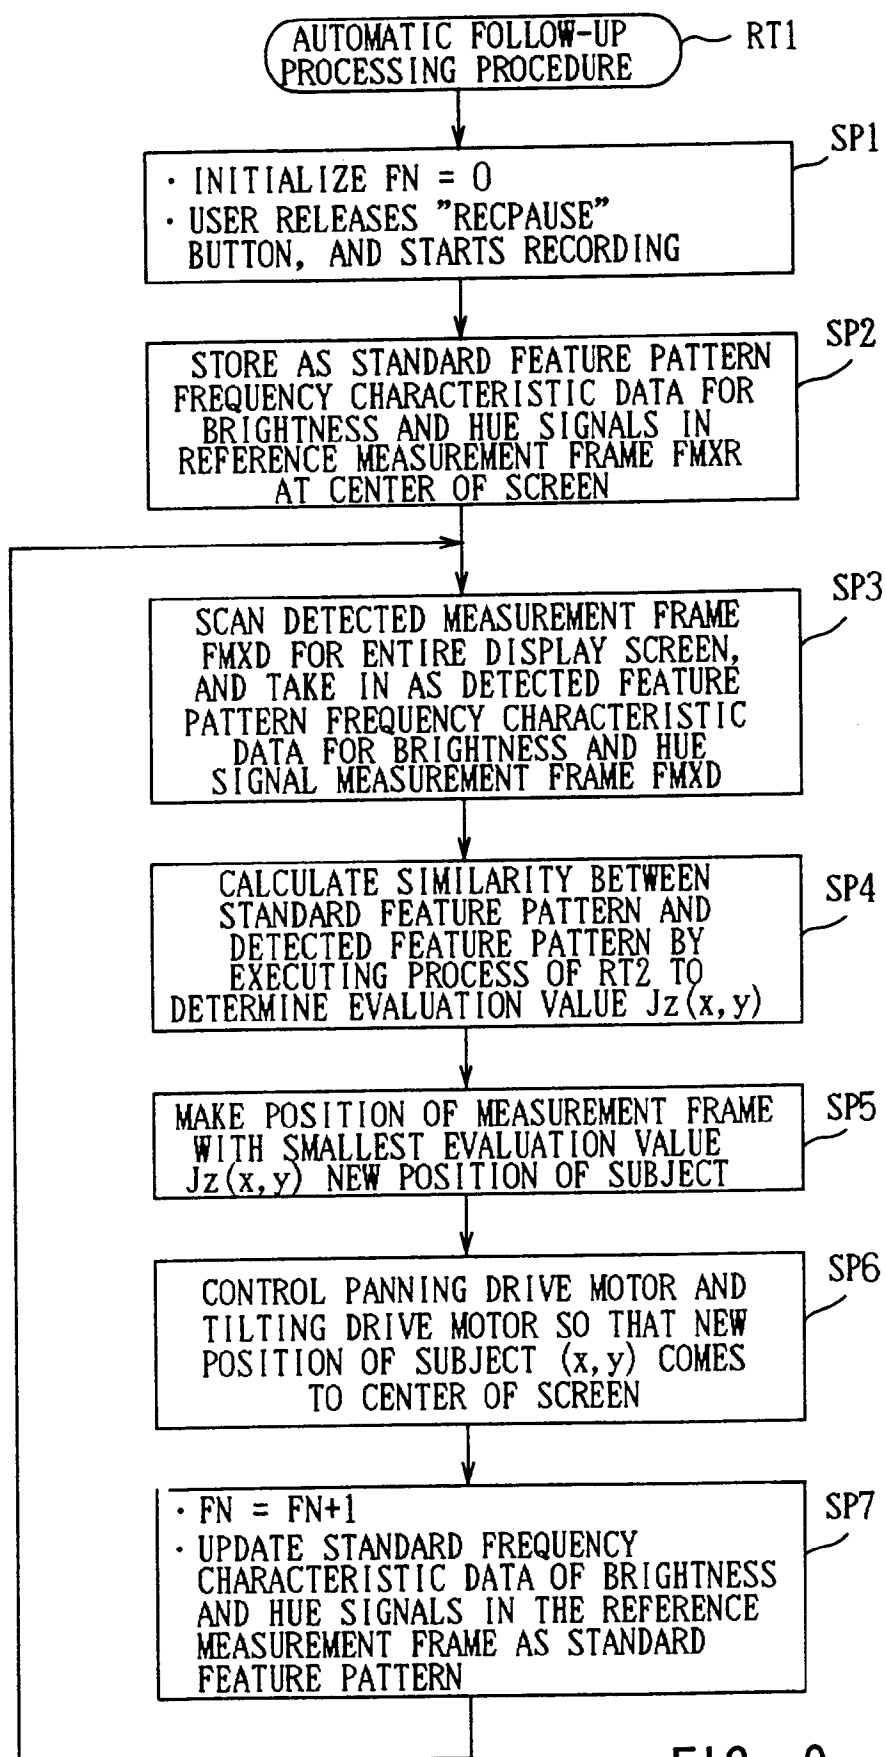 AUTOMATIC FOLLOW-UP
PROCESSING PROCEDURE
RT1
SP1
· INITIALIZE FN = 0
· USER RELEASES "RECPAUSE"
BUTTON, AND STARTS RECORDING
SP2
STORE AS STANDARD FEATURE PATTERN
FREQUENCY CHARACTERISTIC DATA FOR
BRIGHTNESS AND HUE SIGNALS IN
REFERENCE MEASUREMENT FRAME FMXR
AT CENTER OF SCREEN
SP3
SCAN DETECTED MEASUREMENT FRAME
FMXD FOR ENTIRE DISPLAY SCREEN,
AND TAKE IN AS DETECTED FEATURE
PATTERN FREQUENCY CHARACTERISTIC
DATA FOR BRIGHTNESS AND HUE
SIGNAL MEASUREMENT FRAME FMXD
SP4
CALCULATE SIMILARITY BETWEEN
STANDARD FEATURE PATTERN AND
DETECTED FEATURE PATTERN BY
EXECUTING PROCESS OF RT2 TO
DETERMINE EVALUATION VALUE Jz(x,y)
SP5
MAKE POSITION OF MEASUREMENT FRAME
WITH SMALLEST EVALUATION VALUE
Jz(x,y) NEW POSITION OF SUBJECT
SP6
CONTROL PANNING DRIVE MOTOR AND
TILTING DRIVE MOTOR SO THAT NEW
POSITION OF SUBJECT (x,y) COMES
TO CENTER OF SCREEN
SP7
· FN = FN+1
· UPDATE STANDARD FREQUENCY
CHARACTERISTIC DATA OF BRIGHTNESS
AND HUE SIGNALS IN THE REFERENCE
MEASUREMENT FRAME AS STANDARD
FEATURE PATTERN